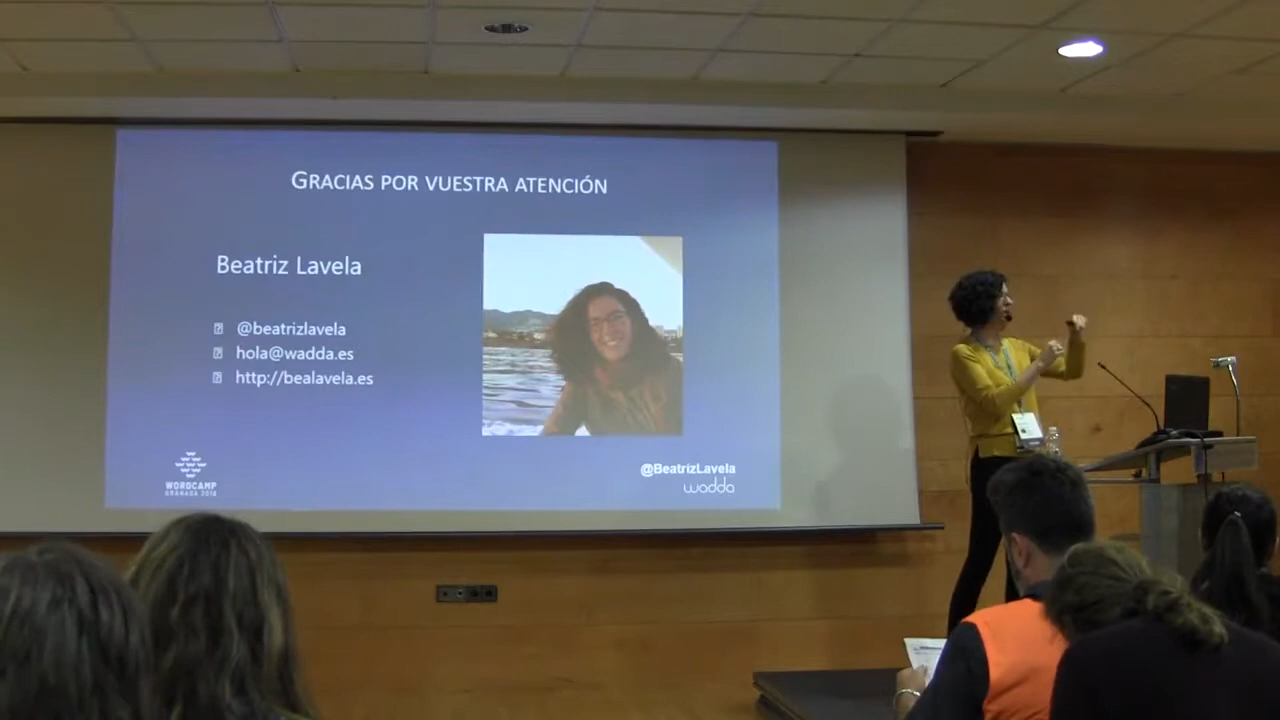 GRACIAS POR VUESTRA ATENCIÓN
Beatriz Lavela
@beatrizlavela
hola@wadda.es
http://bealavela.es
WORDCAMP
GRANADA 2018
@BeatrizLavela
wadda